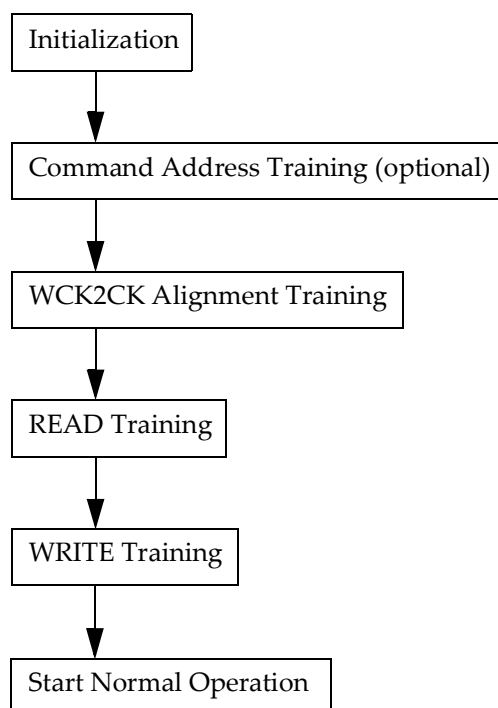 Initialization
Command Address Training (optional)
WCK2CK Alignment Training
READ Training
WRITE Training
Start Normal Operation